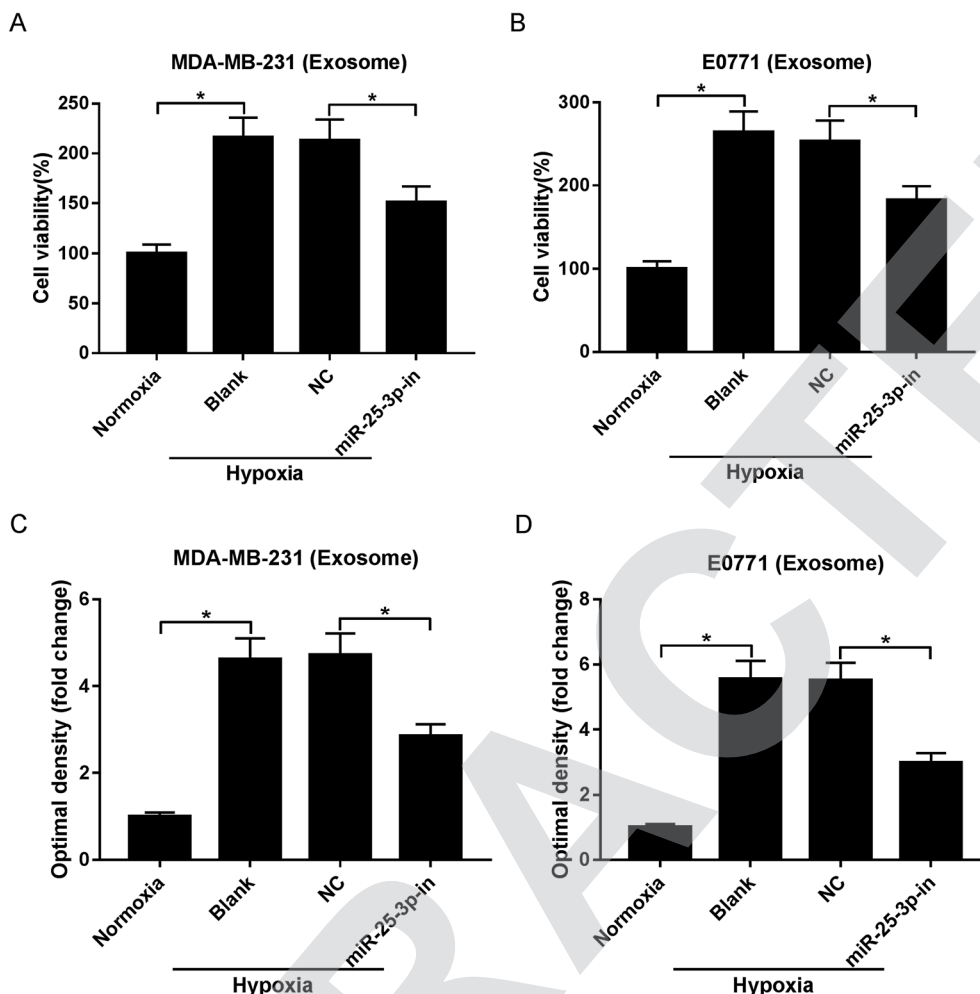 A
MDA-MB-231 (Exosome)
Cell viability(%)
250
200
150
100
50
0
*
*
Normoxia
Blank
NC
miR-25-3p-in
Hypoxia
B
E0771 (Exosome)
Cell viability(%)
300
200
100
0
*
*
Normoxia
Blank
NC
miR-25-3p-in
Hypoxia
C
MDA-MB-231 (Exosome)
Optimal density (fold change)
6
4
2
0
*
*
Normoxia
Blank
NC
miR-25-3p-in
Hypoxia
D
E0771 (Exosome)
Optimal density (fold change)
8
6
4
2
0
*
*
Normoxia
Blank
NC
miR-25-3p-in
Hypoxia
RACTE